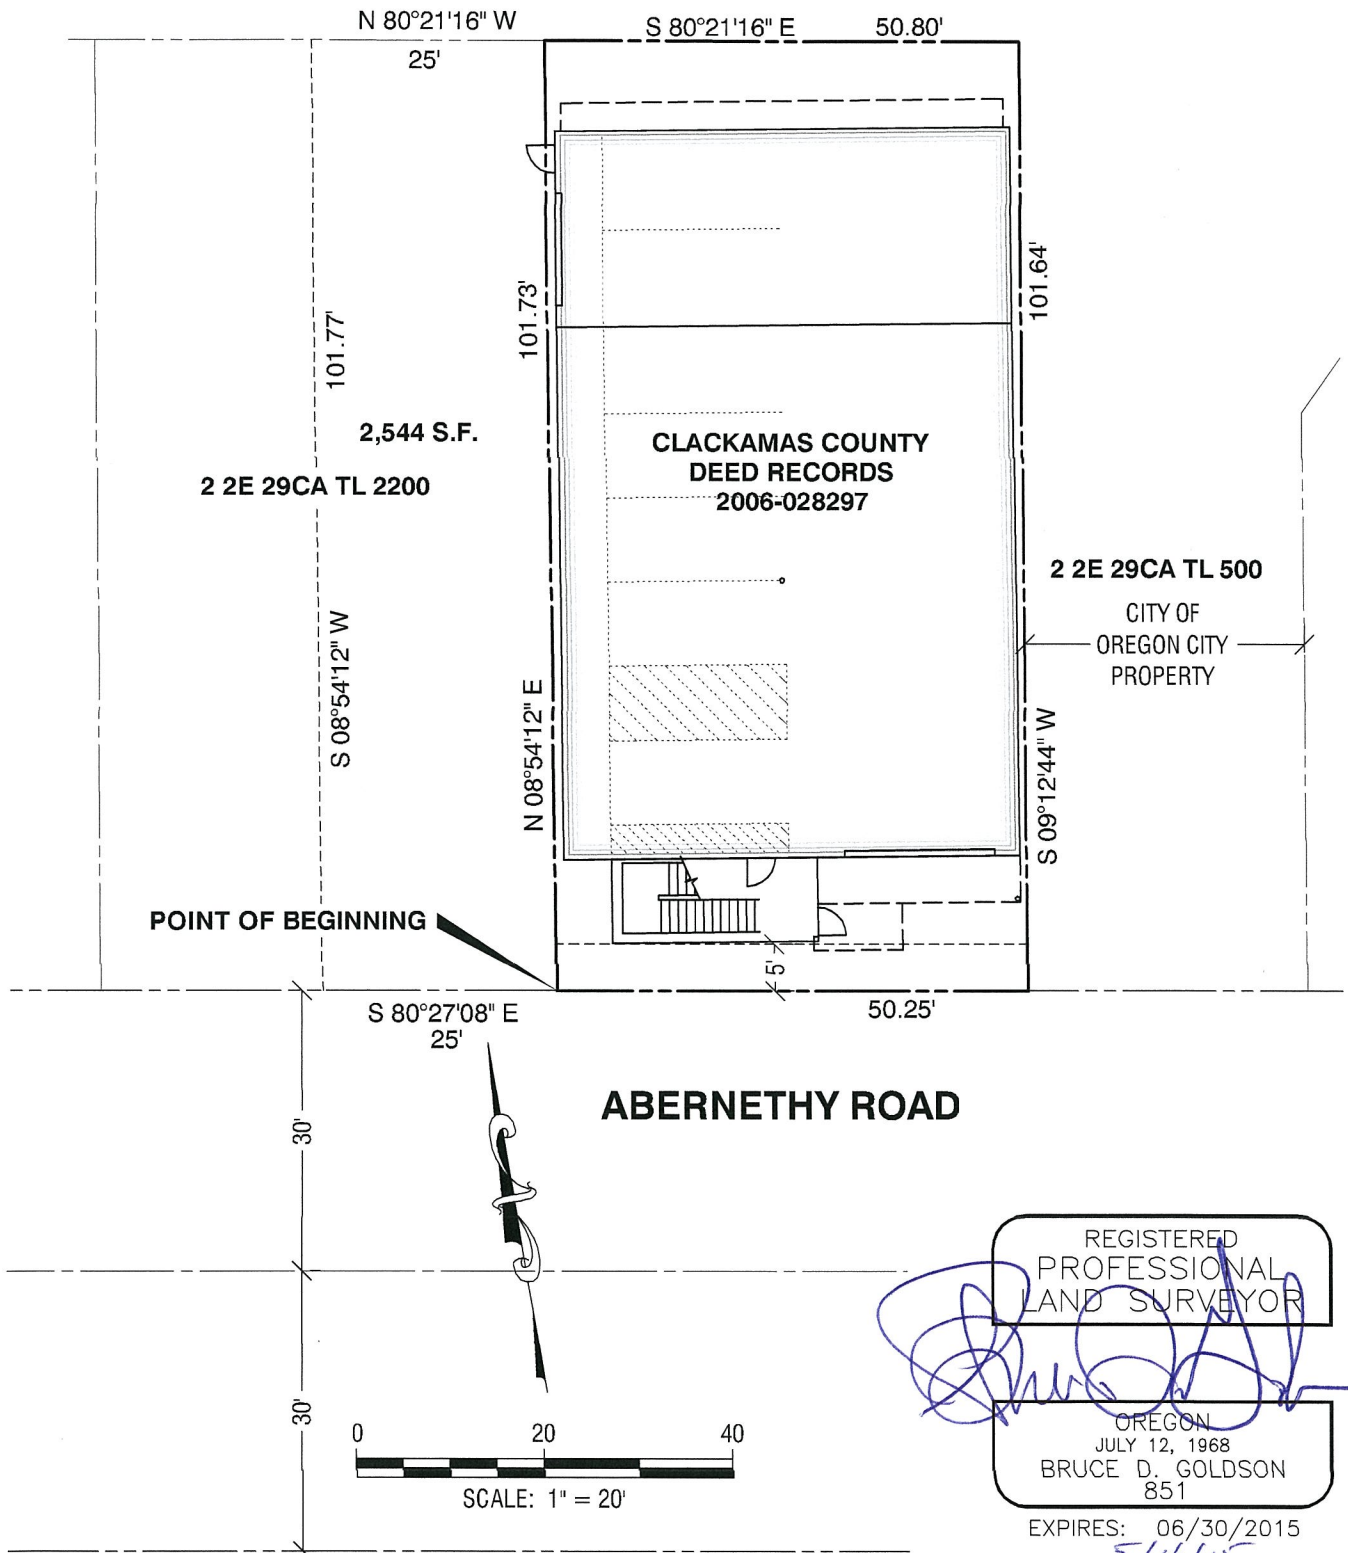 N 80°21'16" W
25'
S 80°21'16" E 50.80'
101.77'
101.73'
101.64'
2,544 S.F.
2 2E 29CA TL 2200
CLACKAMAS COUNTY
DEED RECORDS
2006-028297
2 2E 29CA TL 500
CITY OF
OREGON CITY
PROPERTY
S 08°54'12" W
N 08°54'12" E
S 09°12'44" W
POINT OF BEGINNING
5'
S 80°27'08" E
25'
50.25'
ABERNETHY ROAD
30'
30'
0 20 40
SCALE: 1" = 20'
REGISTERED
PROFESSIONAL
LAND SURVEYOR
OREGON
JULY 12, 1968
BRUCE D. GOLDSON
851
EXPIRES: 06/30/2015